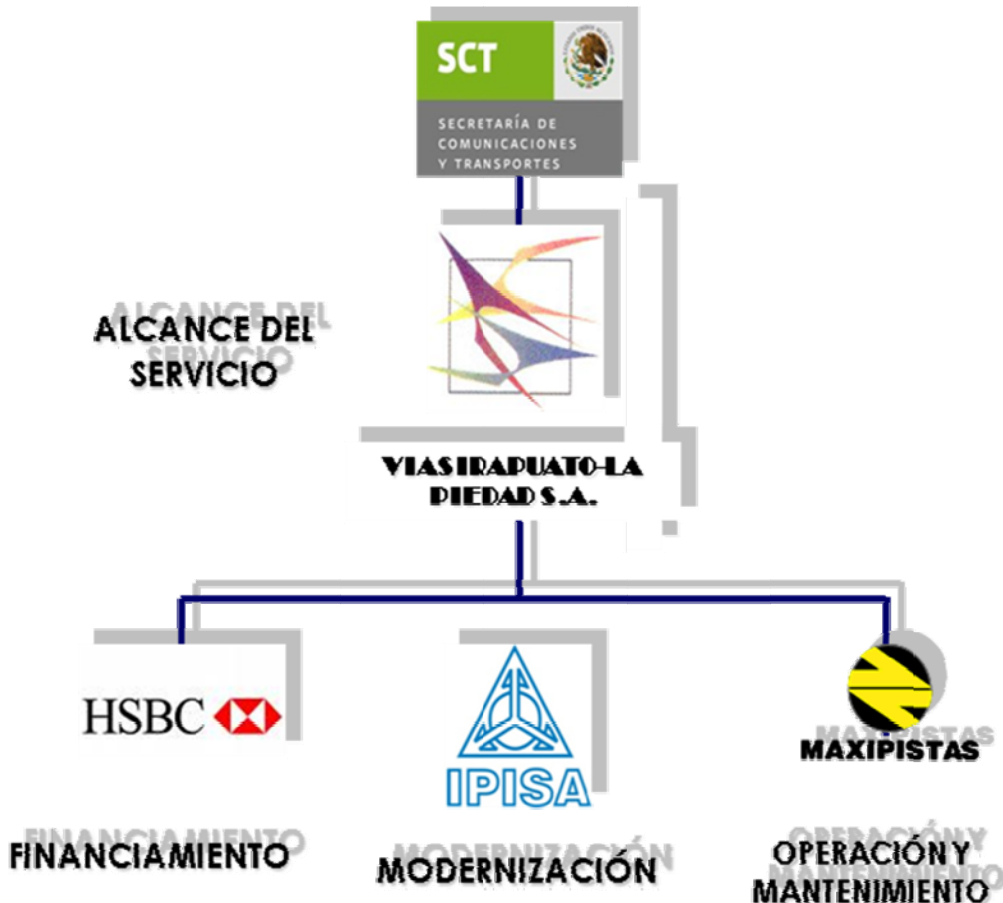 SCT
SECRETARÍA DE
COMUNICACIONES
Y TRANSPORTES
ALCANCE DEL
SERVICIO
VIAS IRAPUATO-LA
PIEDAD S.A.
HSBC
IPISA
MAXIPISTAS
FINANCIAMIENTO
MODERNIZACIÓN
OPERACIÓN Y
MANTENIMIENTO